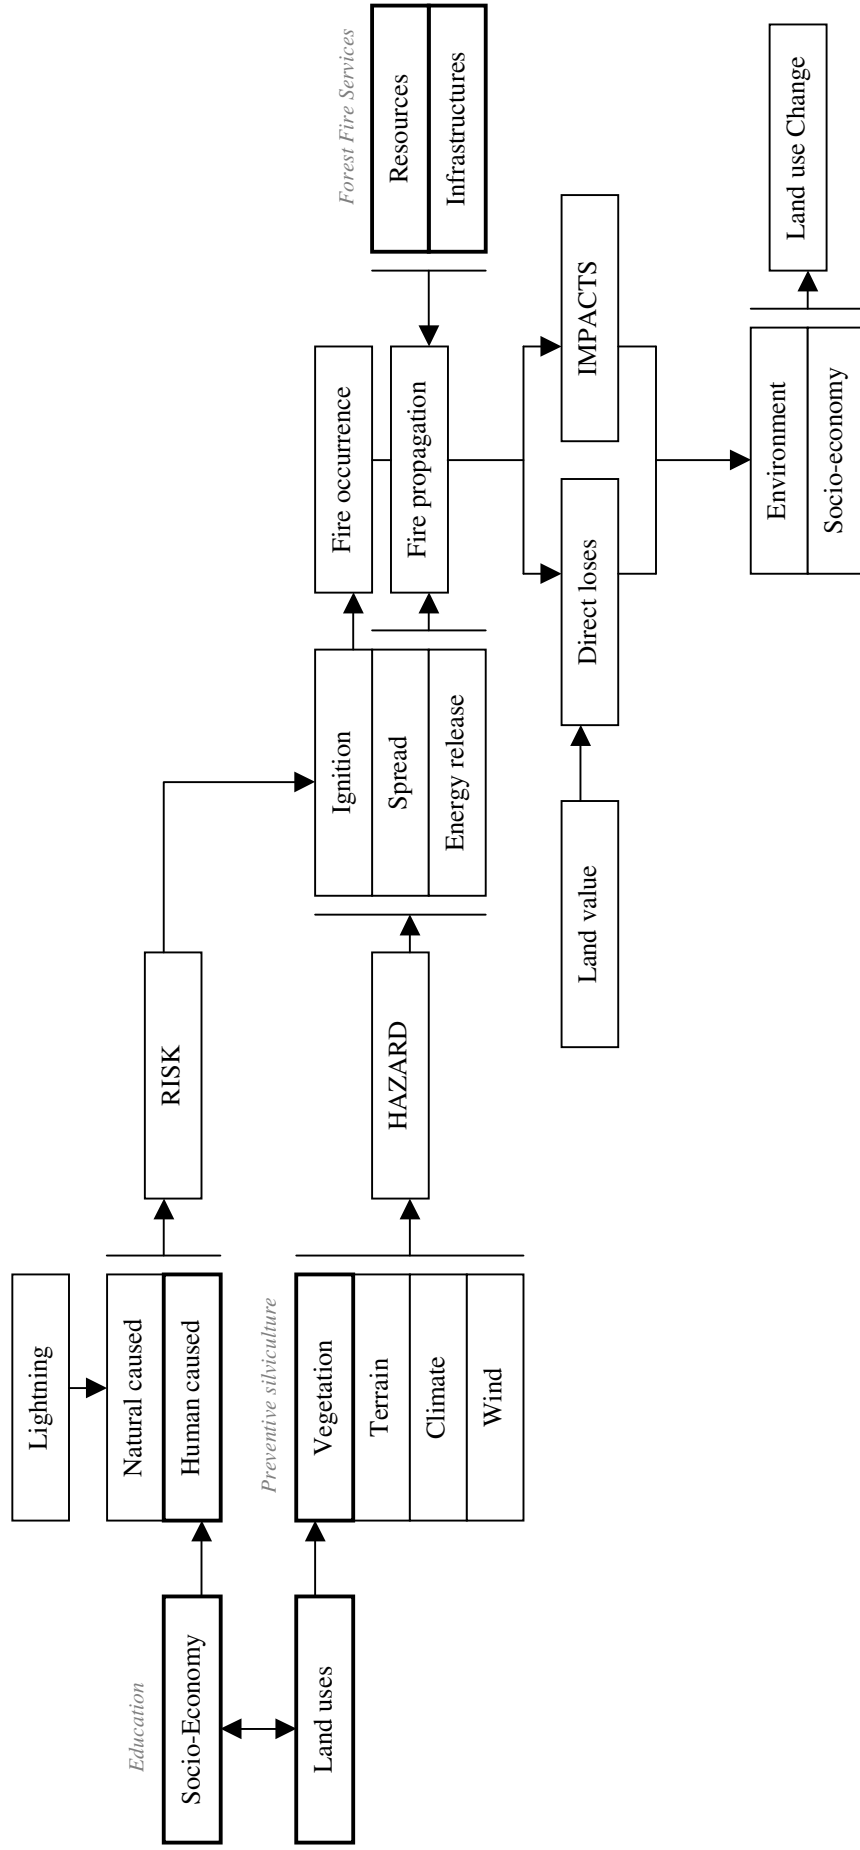 Education
Socio-Economy
Land uses
Lightning
Natural caused
Human caused
Preventive silviculture
Vegetation
Terrain
Climate
Wind
RISK
HAZARD
Ignition
Spread
Energy release
Fire occurrence
Fire propagation
Forest Fire Services
Resources
Infrastructures
Land value
Direct loses
IMPACTS
Environment
Socio-economy
Land use Change